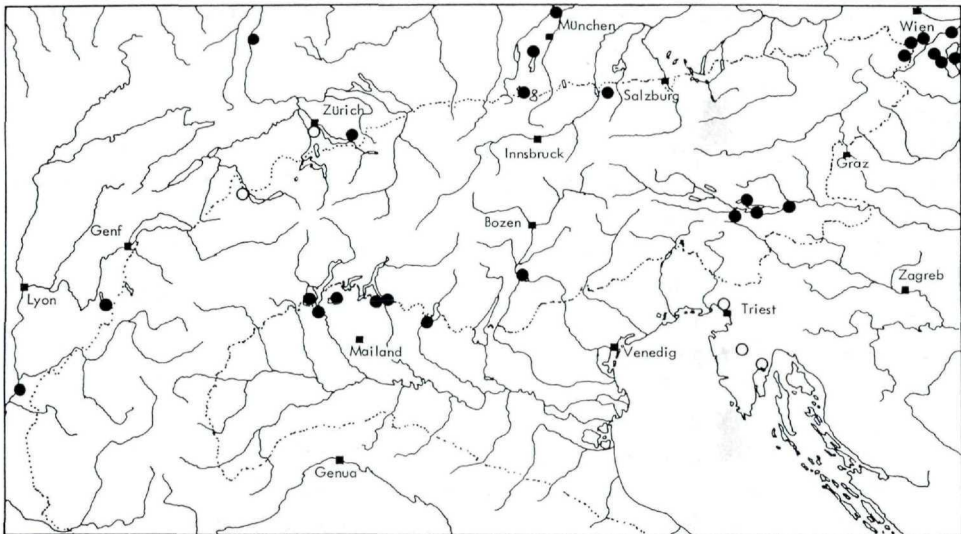 München
Wien
Salzburg
Zürich
Innsbruck
Graz
Bozen
Genf
Lyon
Zagreb
Triest
Mailand
Venedig
Genua